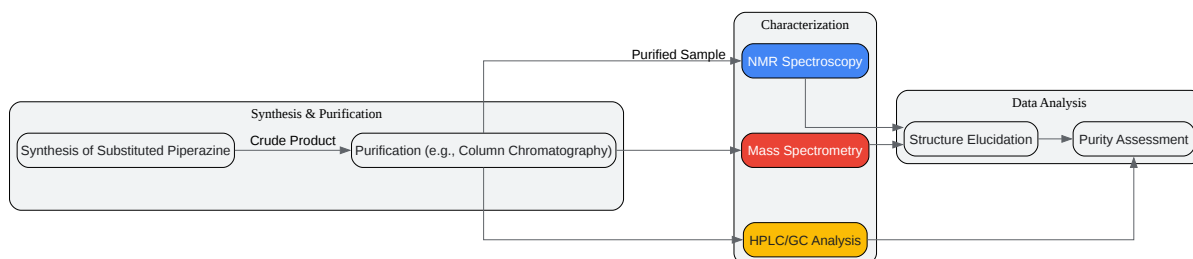 Characterization
Purified Sample
NMR Spectroscopy
Synthesis & Purification
Data Analysis
Synthesis of Substituted Piperazine
Crude Product
Purification (e.g., Column Chromatography)
Mass Spectrometry
Structure Elucidation
Purity Assessment
HPLC/GC Analysis